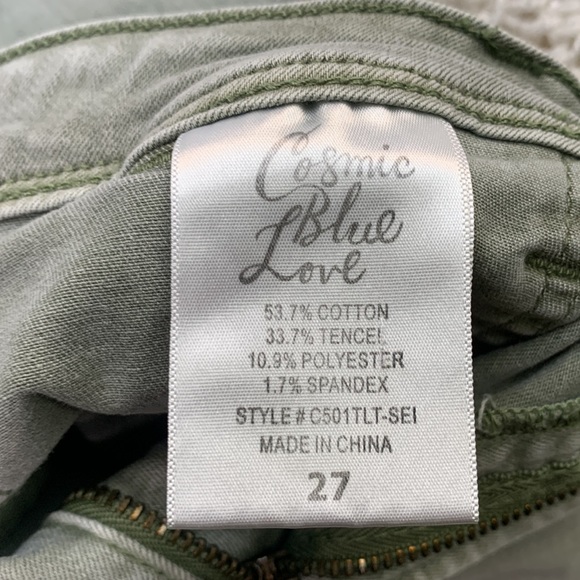 Cosmic
Blue
Love
53.7% COTTON
33.7% TENCEL
10.9% POLYESTER
1.7% SPANDEX
STYLE # C501TLT-SEI
MADE IN CHINA
27